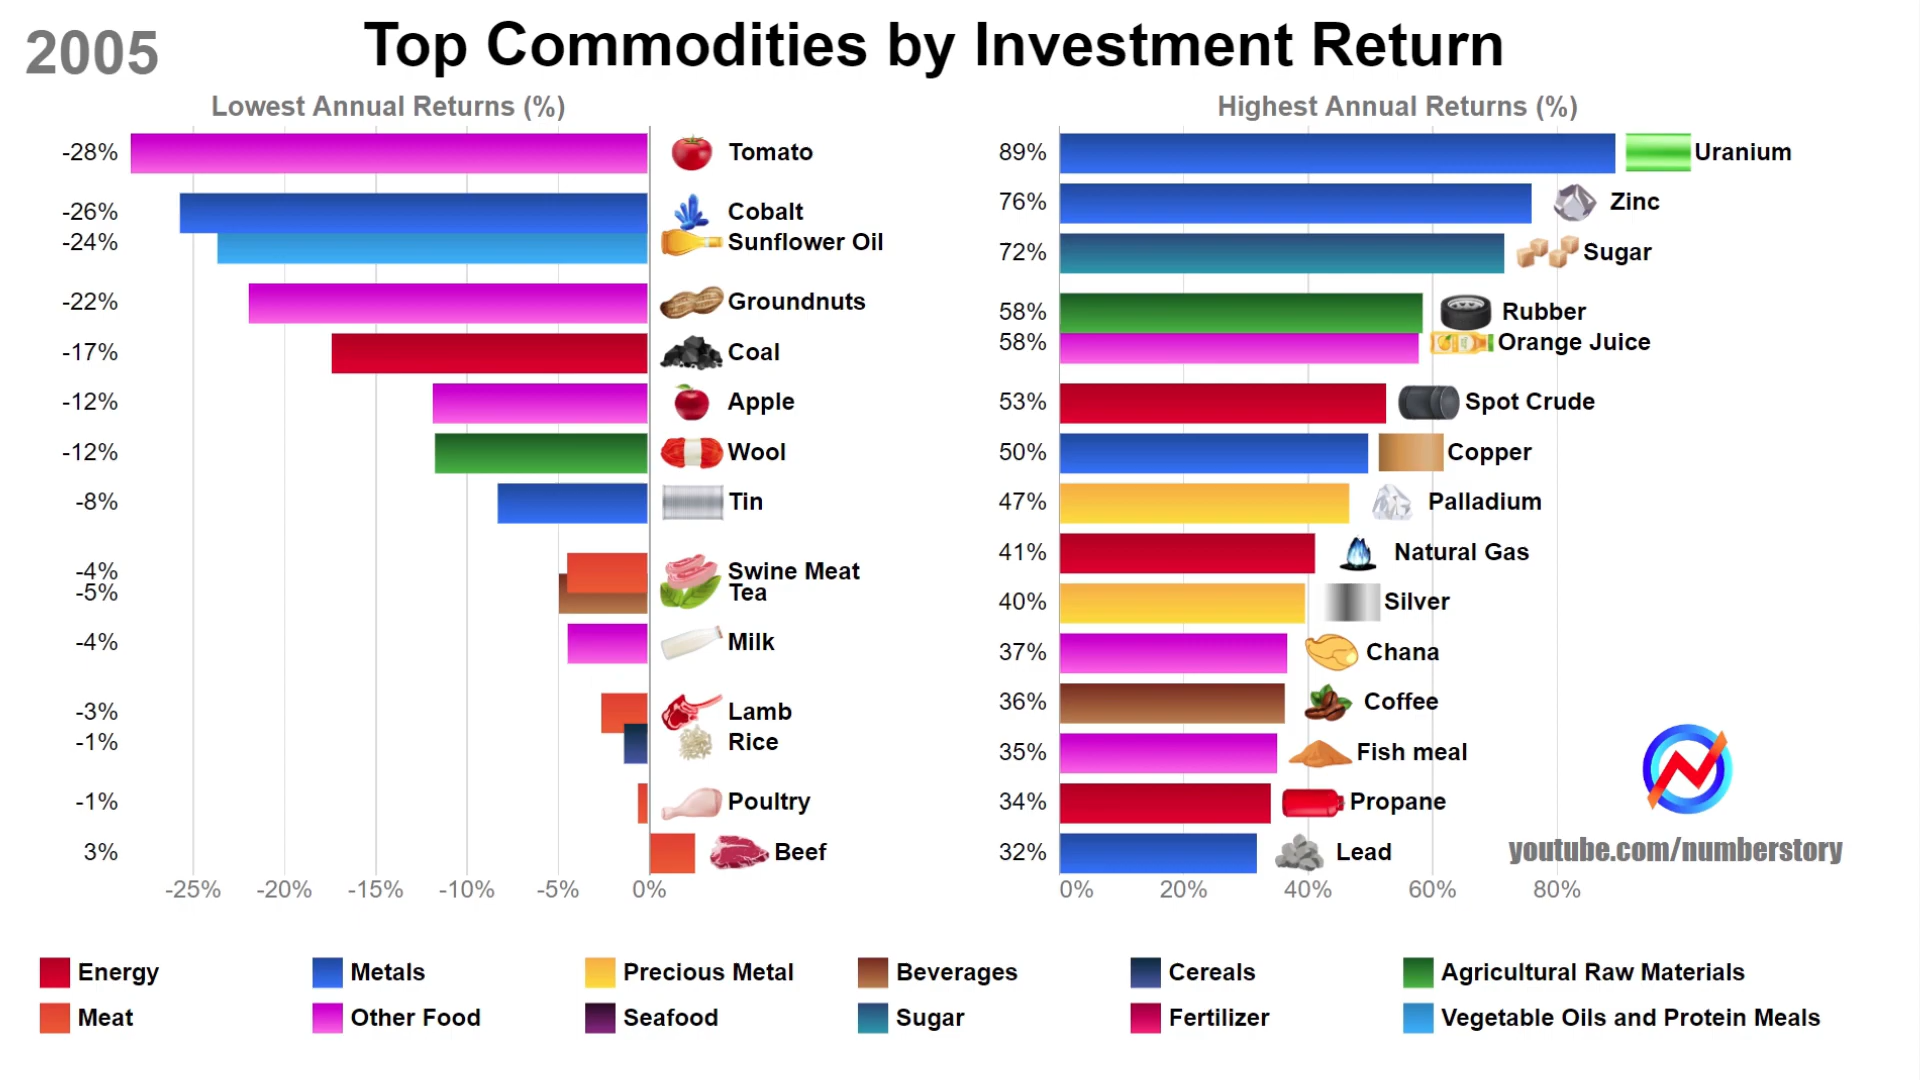 2005
Top Commodities by Investment Return
Lowest Annual Returns (%)
-28% Tomato
-26% Cobalt
-24% Sunflower Oil
-22% Groundnuts
-17% Coal
-12% Apple
-12% Wool
-8% Tin
-4% Swine Meat
-5% Tea
-4% Milk
-3% Lamb
-1% Rice
-1% Poultry
3% Beef
-25% -20% -15% -10% -5% 0%
Highest Annual Returns (%)
89% Uranium
76% Zinc
72% Sugar
58% Rubber
58% Orange Juice
53% Spot Crude
50% Copper
47% Palladium
41% Natural Gas
40% Silver
37% Chana
36% Coffee
35% Fish meal
34% Propane
32% Lead
0% 20% 40% 60% 80%
youtube.com/numberstory
Energy Metals Precious Metal Beverages Cereals Agricultural Raw Materials
Meat Other Food Seafood Sugar Fertilizer Vegetable Oils and Protein Meals